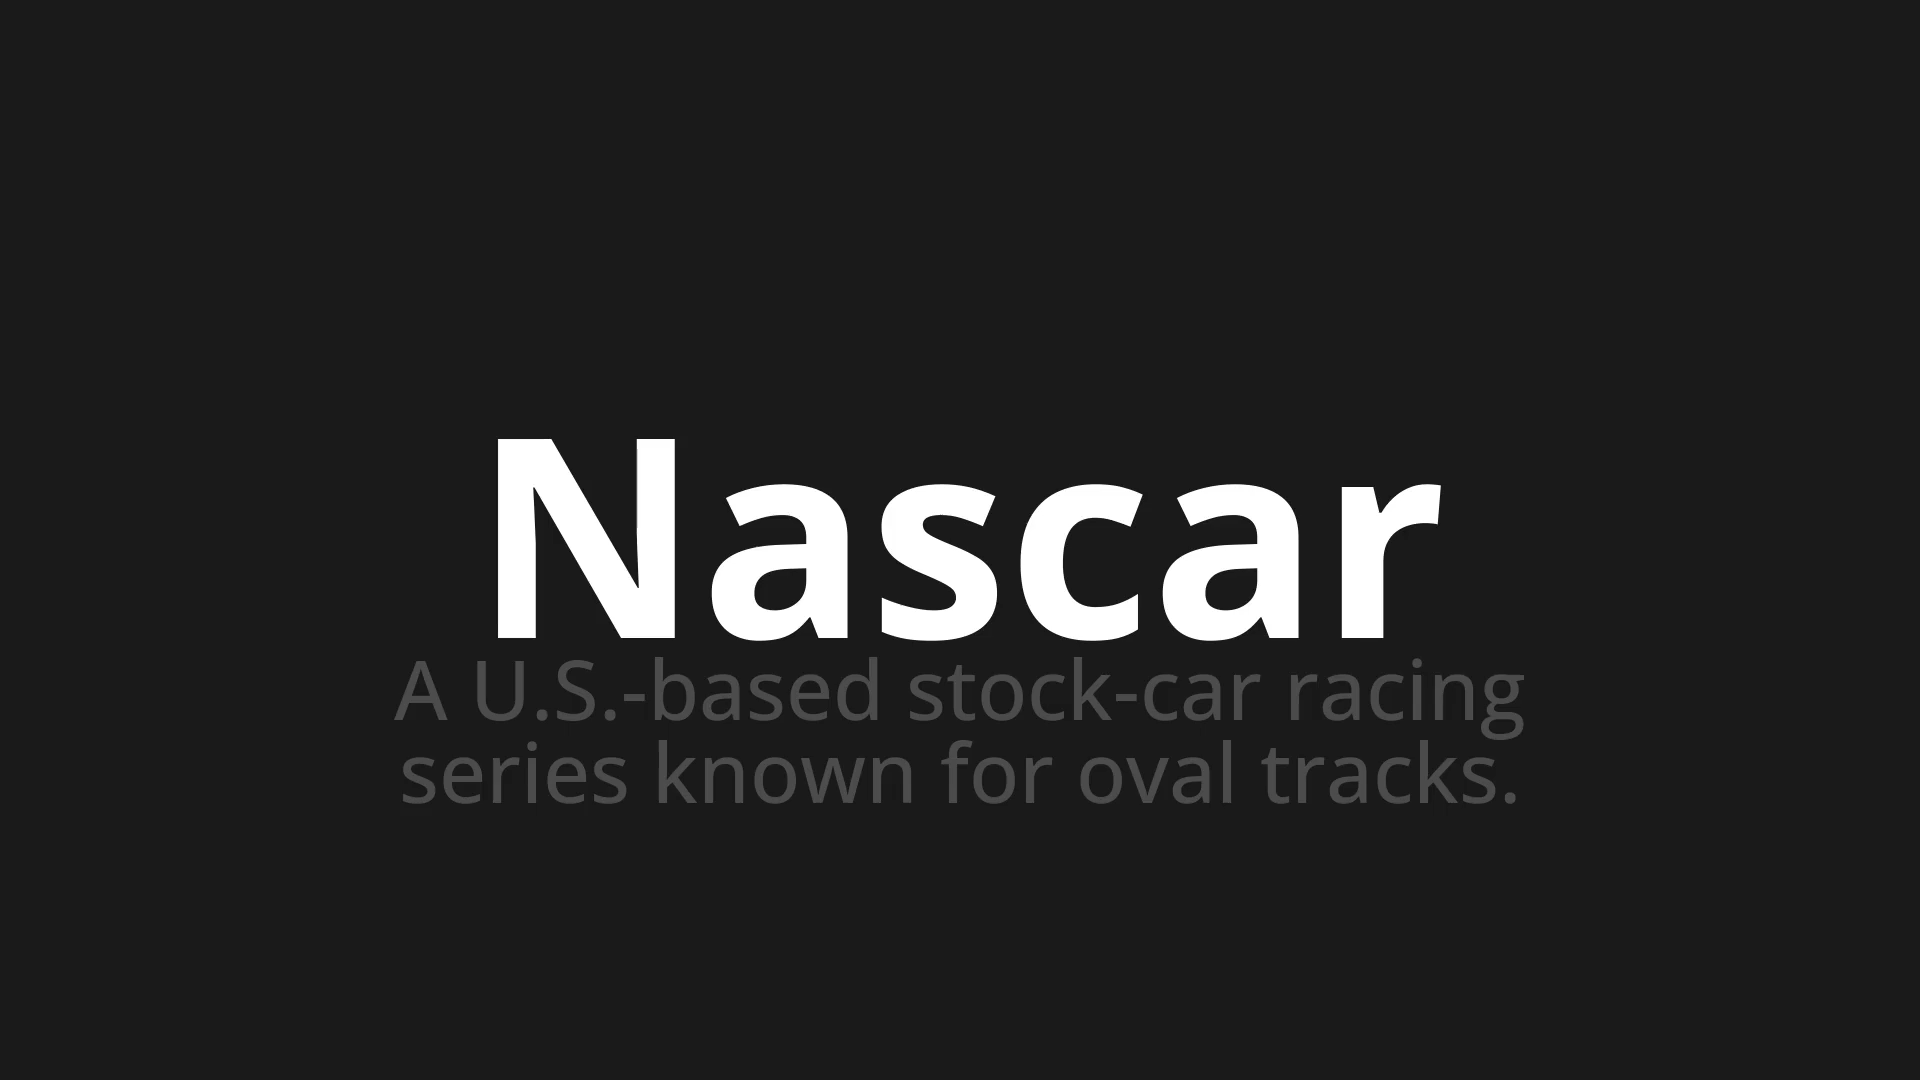 Nascar
A U.S.-based stock-car racing
series known for oval tracks.